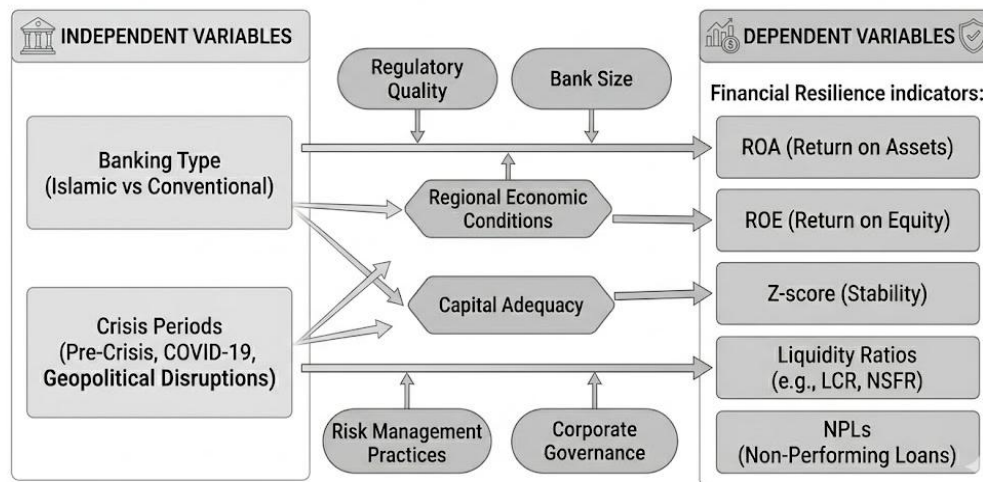 INDEPENDENT VARIABLES
Banking Type
(Islamic vs Conventional)
Crisis Periods
(Pre-Crisis, COVID-19,
Geopolitical Disruptions)
Regulatory
Quality
Bank Size
Regional Economic
Conditions
Capital Adequacy
Risk Management
Practices
Corporate
Governance
DEPENDENT VARIABLES
Financial Resilience indicators:
ROA (Return on Assets)
ROE (Return on Equity)
Z-score (Stability)
Liquidity Ratios
(e.g., LCR, NSFR)
NPLs
(Non-Performing Loans)